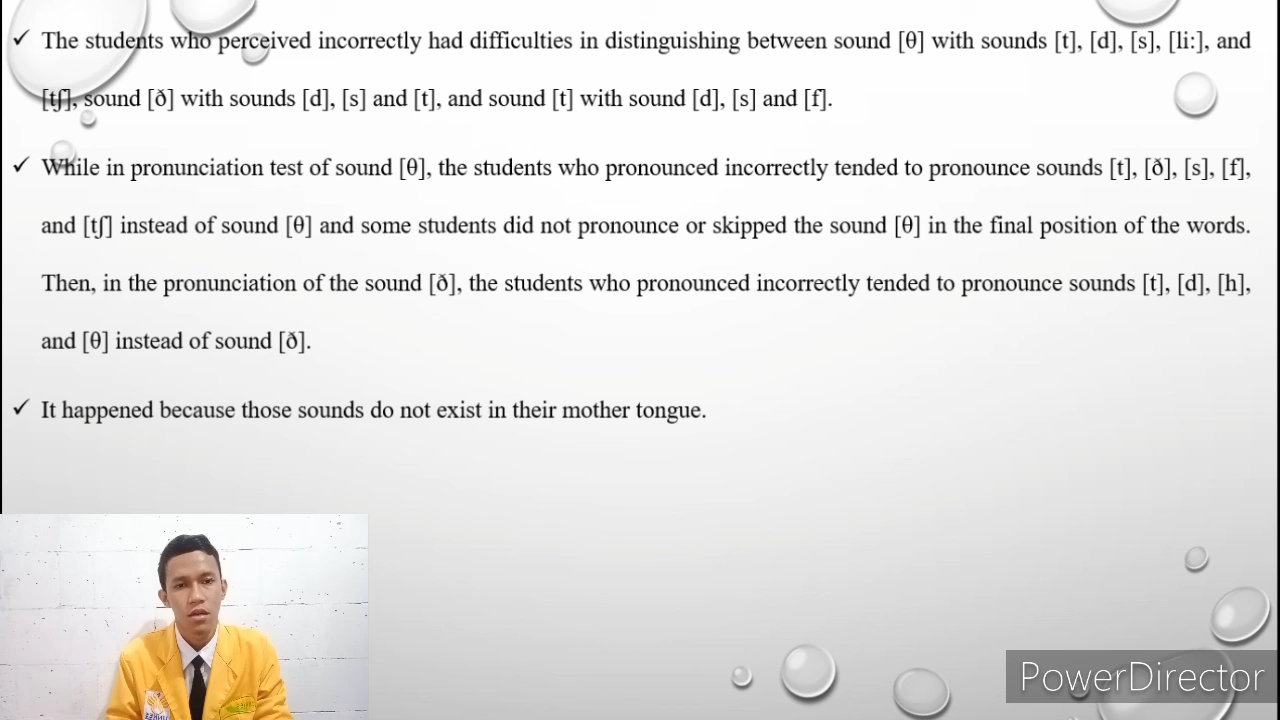 ✓ The students who perceived incorrectly had difficulties in distinguishing between sound [θ] with sounds [t], [d], [s], [li:], and
[tʃ], sound [ð] with sounds [d], [s] and [t], and sound [t] with sound [d], [s] and [f].
✓ While in pronunciation test of sound [θ], the students who pronounced incorrectly tended to pronounce sounds [t], [ð], [s], [f],
and [tʃ] instead of sound [θ] and some students did not pronounce or skipped the sound [θ] in the final position of the words.
Then, in the pronunciation of the sound [ð], the students who pronounced incorrectly tended to pronounce sounds [t], [d], [h],
and [θ] instead of sound [ð].
✓ It happened because those sounds do not exist in their mother tongue.
PowerDirector